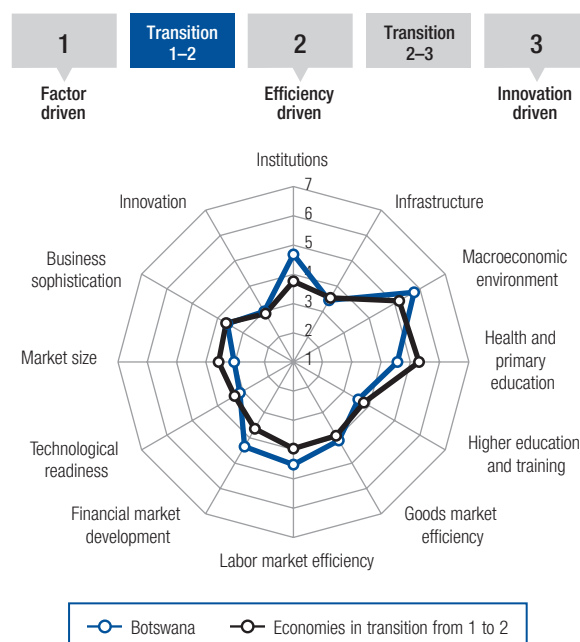 1
Transition
1–2
2
Transition
2–3
3
Factor
driven
Efficiency
driven
Innovation
driven
Institutions
Infrastructure
Macroeconomic
environment
Health and
primary
education
Higher education
and training
Goods market
efficiency
Labor market efficiency
Financial market
development
Technological
readiness
Market size
Business
sophistication
Innovation
7
6
5
4
3
2
1
Botswana
Economies in transition from 1 to 2